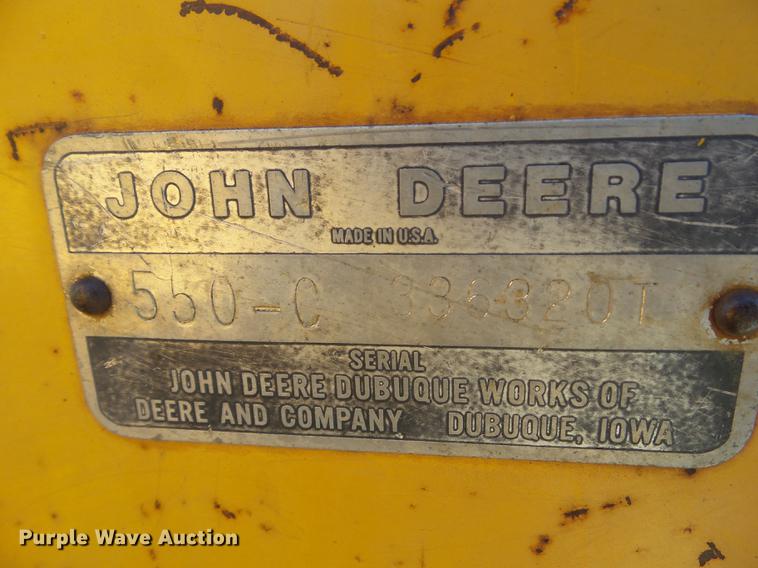 JOHN DEERE
MADE IN U.S.A.
550-C 336320T
SERIAL
JOHN DEERE DUBUQUE WORKS OF
DEERE AND COMPANY DUBUQUE, IOWA
Purple Wave Auction